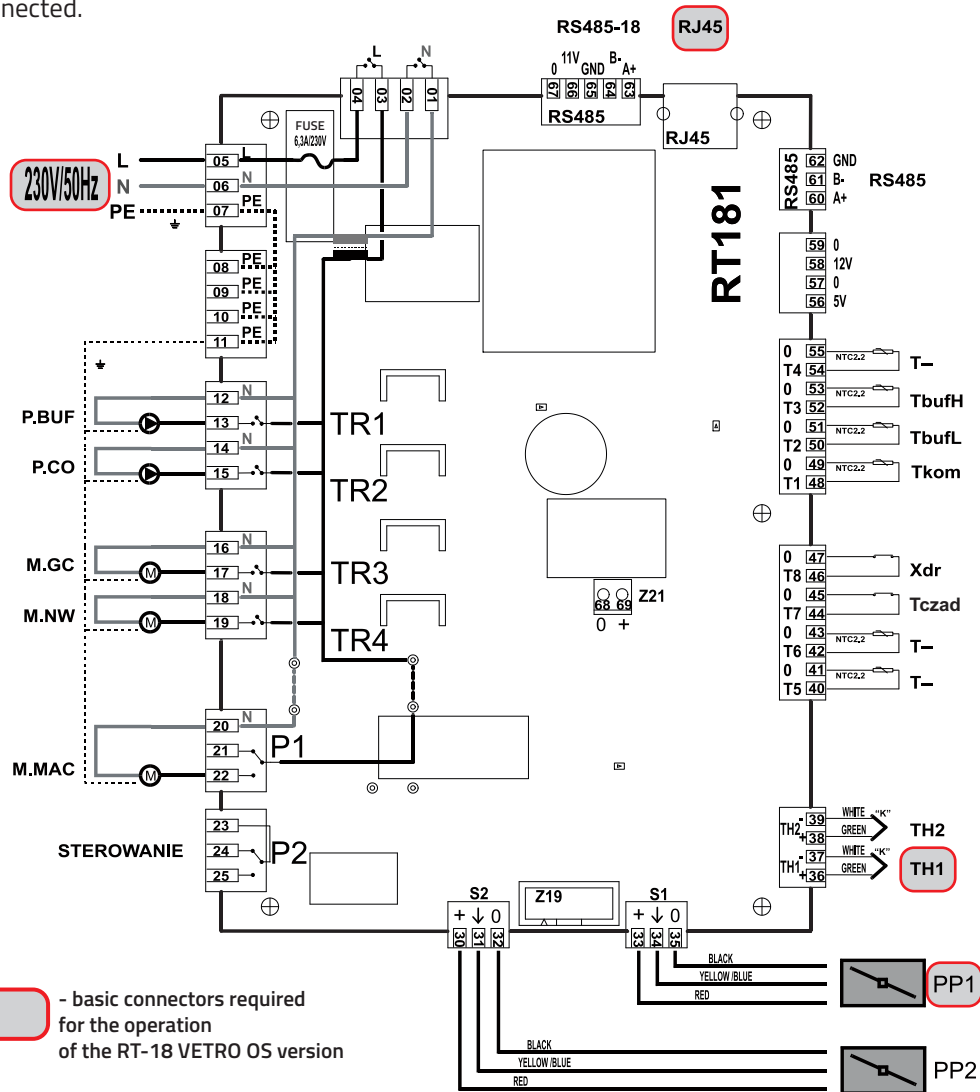 nected.
RS485-18 RJ45
L N
0 11V GND B- A+
04 03 02 01
67 66 65 64 63
RS485
RJ45
FUSE
6,3A/230V
230V/50Hz
L 05 L
N 06 N
PE 07 PE
08 PE
09 PE
10 PE
11 PE
RT181
RS485
62 GND
61 B-
60 A+
RS485
59 0
58 12V
57 0
56 5V
0 55 NTC2.2
T4 54 T–
0 53 NTC2.2
T3 52 TbufH
0 51 NTC2.2
T2 50 TbufL
0 49 NTC2.2
T1 48 Tkom
P.BUF
12 N
13 TR1
P.CO
14 N
15 TR2
M.GC
16 N
17 TR3
M.NW
18 N
19 TR4
68 69 Z21
0 +
0 47
T8 46 Xdr
0 45
T7 44 Tczad
0 43 NTC2.2
T6 42 T–
0 41 NTC2.2
T5 40 T–
M.MAC
20 N
21 P1
22
STEROWANIE
23
24 P2
25
TH2 - 39 WHITE "K"
+ 38 GREEN TH2
TH1 - 37 WHITE "K"
+ 36 GREEN TH1
S2 Z19 S1
+ ↓ 0
30 31 32
+ ↓ 0
33 34 35
BLACK
YELLOW /BLUE
RED
PP1
BLACK
YELLOW /BLUE
RED
PP2
- basic connectors required
for the operation
of the RT-18 VETRO OS version